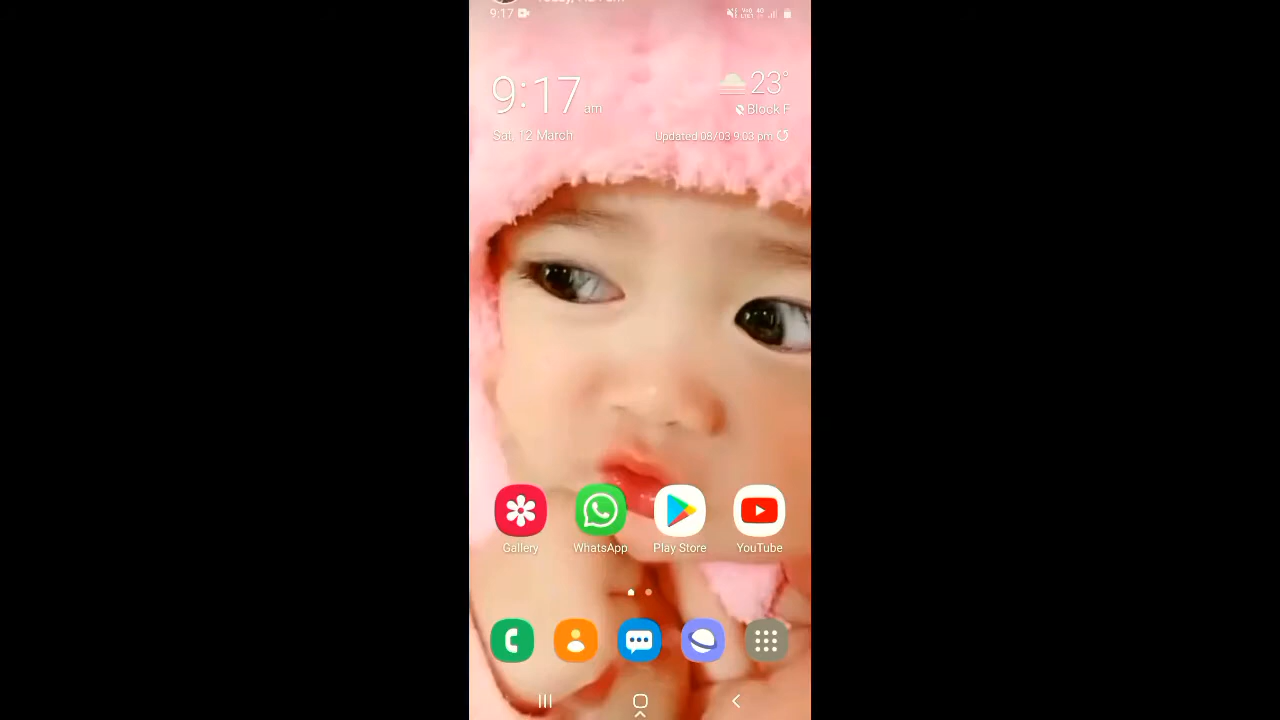 9:17
9:17 am
23°
Block F
Sat, 12 March
Updated 08/03 9:03 pm
Gallery
WhatsApp
Play Store
YouTube